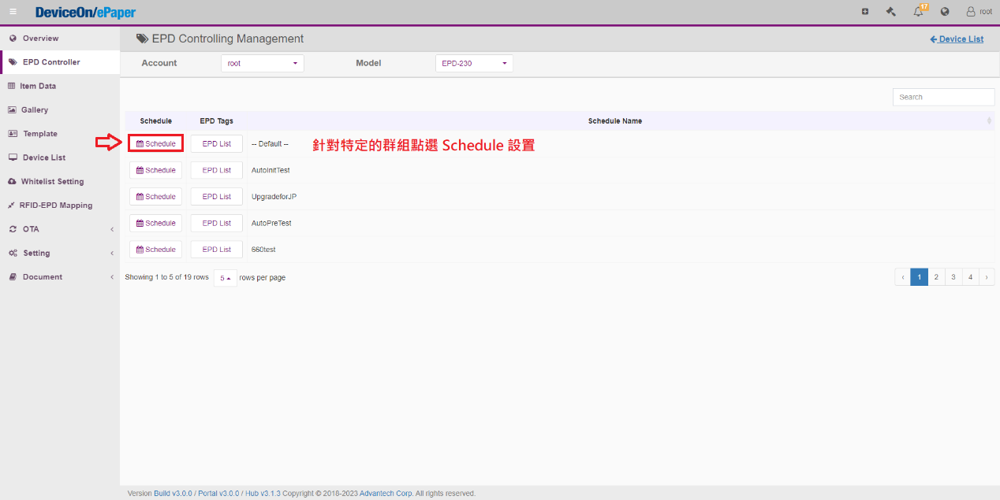 DeviceOn/ePaper
17
root
Overview
EPD Controller
Item Data
Gallery
Template
Device List
Whitelist Setting
RFID-EPD Mapping
OTA
Setting
Document
EPD Controlling Management
Device List
Account
root
Model
EPD-230
Search
Schedule EPD Tags Schedule Name
Schedule EPD List -- Default -- 針對特定的群組點選 Schedule 設置
Schedule EPD List AutoInitTest
Schedule EPD List UpgradeforJP
Schedule EPD List AutoPreTest
Schedule EPD List 660test
Showing 1 to 5 of 19 rows 5 rows per page
‹ 1 2 3 4 ›
Version Build v3.0.0 / Portal v3.0.0 / Hub v3.1.3 Copyright © 2018-2023 Advantech Corp. All rights reserved.